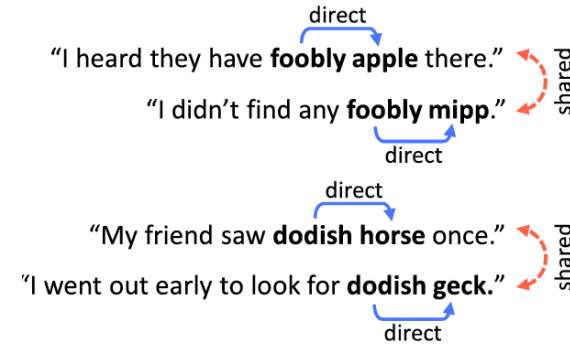 direct
“I heard they have foobly apple there.”
shared
“I didn’t find any foobly mipp.”
direct
direct
“My friend saw dodish horse once.”
shared
“I went out early to look for dodish geck.”
direct